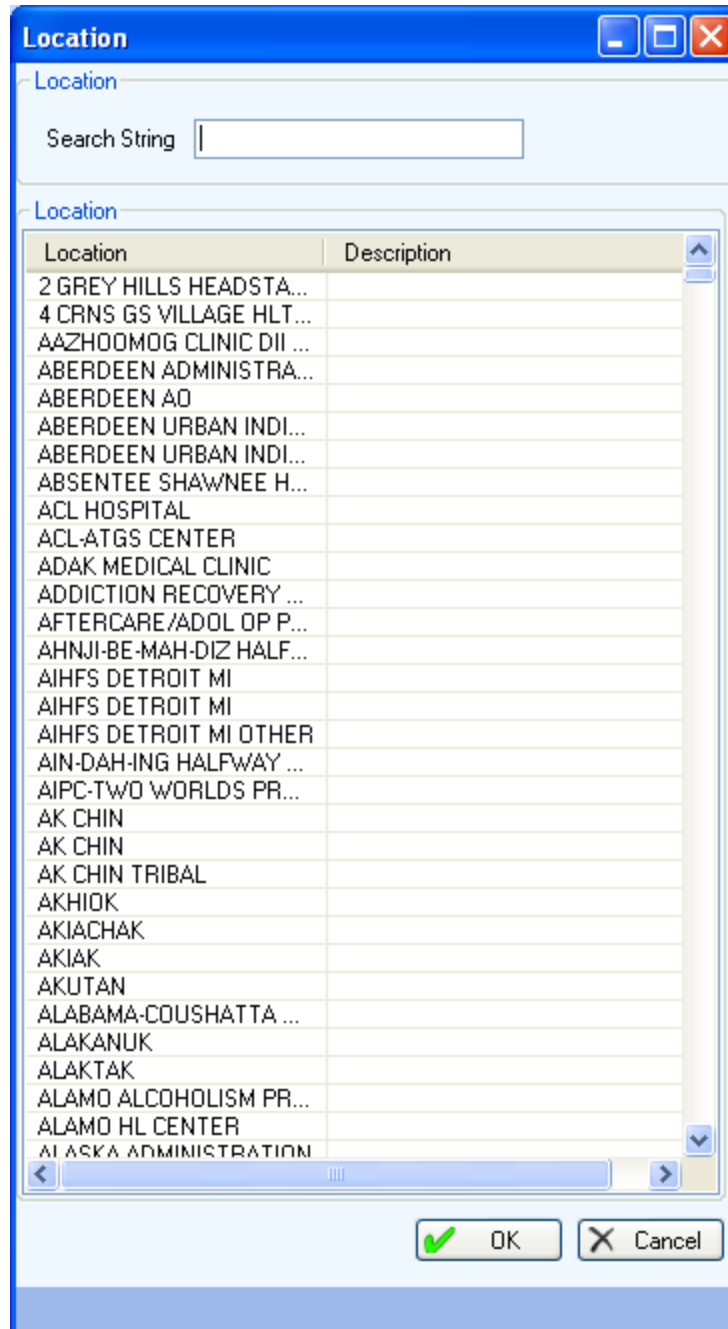 Location
Location
Search String
Location
Location Description
2 GREY HILLS HEADSTA...
4 CRNS GS VILLAGE HLT...
AAZHOOMOG CLINIC DII ...
ABERDEEN ADMINISTRA...
ABERDEEN AO
ABERDEEN URBAN INDI...
ABERDEEN URBAN INDI...
ABSENTEE SHAWNEE H...
ACL HOSPITAL
ACL-ATGS CENTER
ADAK MEDICAL CLINIC
ADDICTION RECOVERY ...
AFTERCARE/ADOL OP P...
AHNJI-BE-MAH-DIZ HALF...
AIHFS DETROIT MI
AIHFS DETROIT MI
AIHFS DETROIT MI OTHER
AIN-DAH-ING HALFWAY ...
AIPC-TWO WORLDS PR...
AK CHIN
AK CHIN
AK CHIN TRIBAL
AKHIOK
AKIACHAK
AKIAK
AKUTAN
ALABAMA-COUSHATTA ...
ALAKANUK
ALAKTAK
ALAMO ALCOHOLISM PR...
ALAMO HL CENTER
ALASKA ADMINISTRATION
OK Cancel